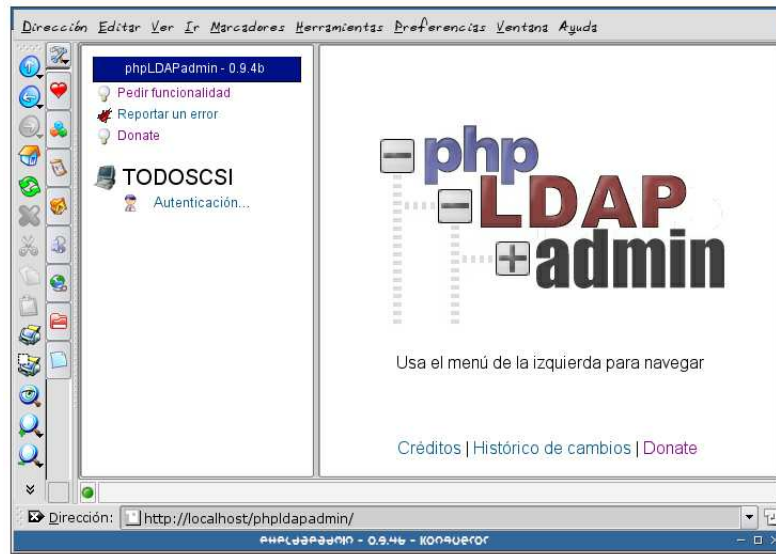 Dirección Editar Ver Ir Marcadores Herramientas Preferencias Ventana Ayuda
phpLDAPadmin - 0.9.4b
Pedir funcionalidad
Reportar un error
Donate
TODOSCSI
Autenticación...
php
LDAP
admin
Usa el menú de la izquierda para navegar
Créditos | Histórico de cambios | Donate
Dirección: http://localhost/phpldapadmin/
phpLDAPadmin - 0.9.4b - Konqueror